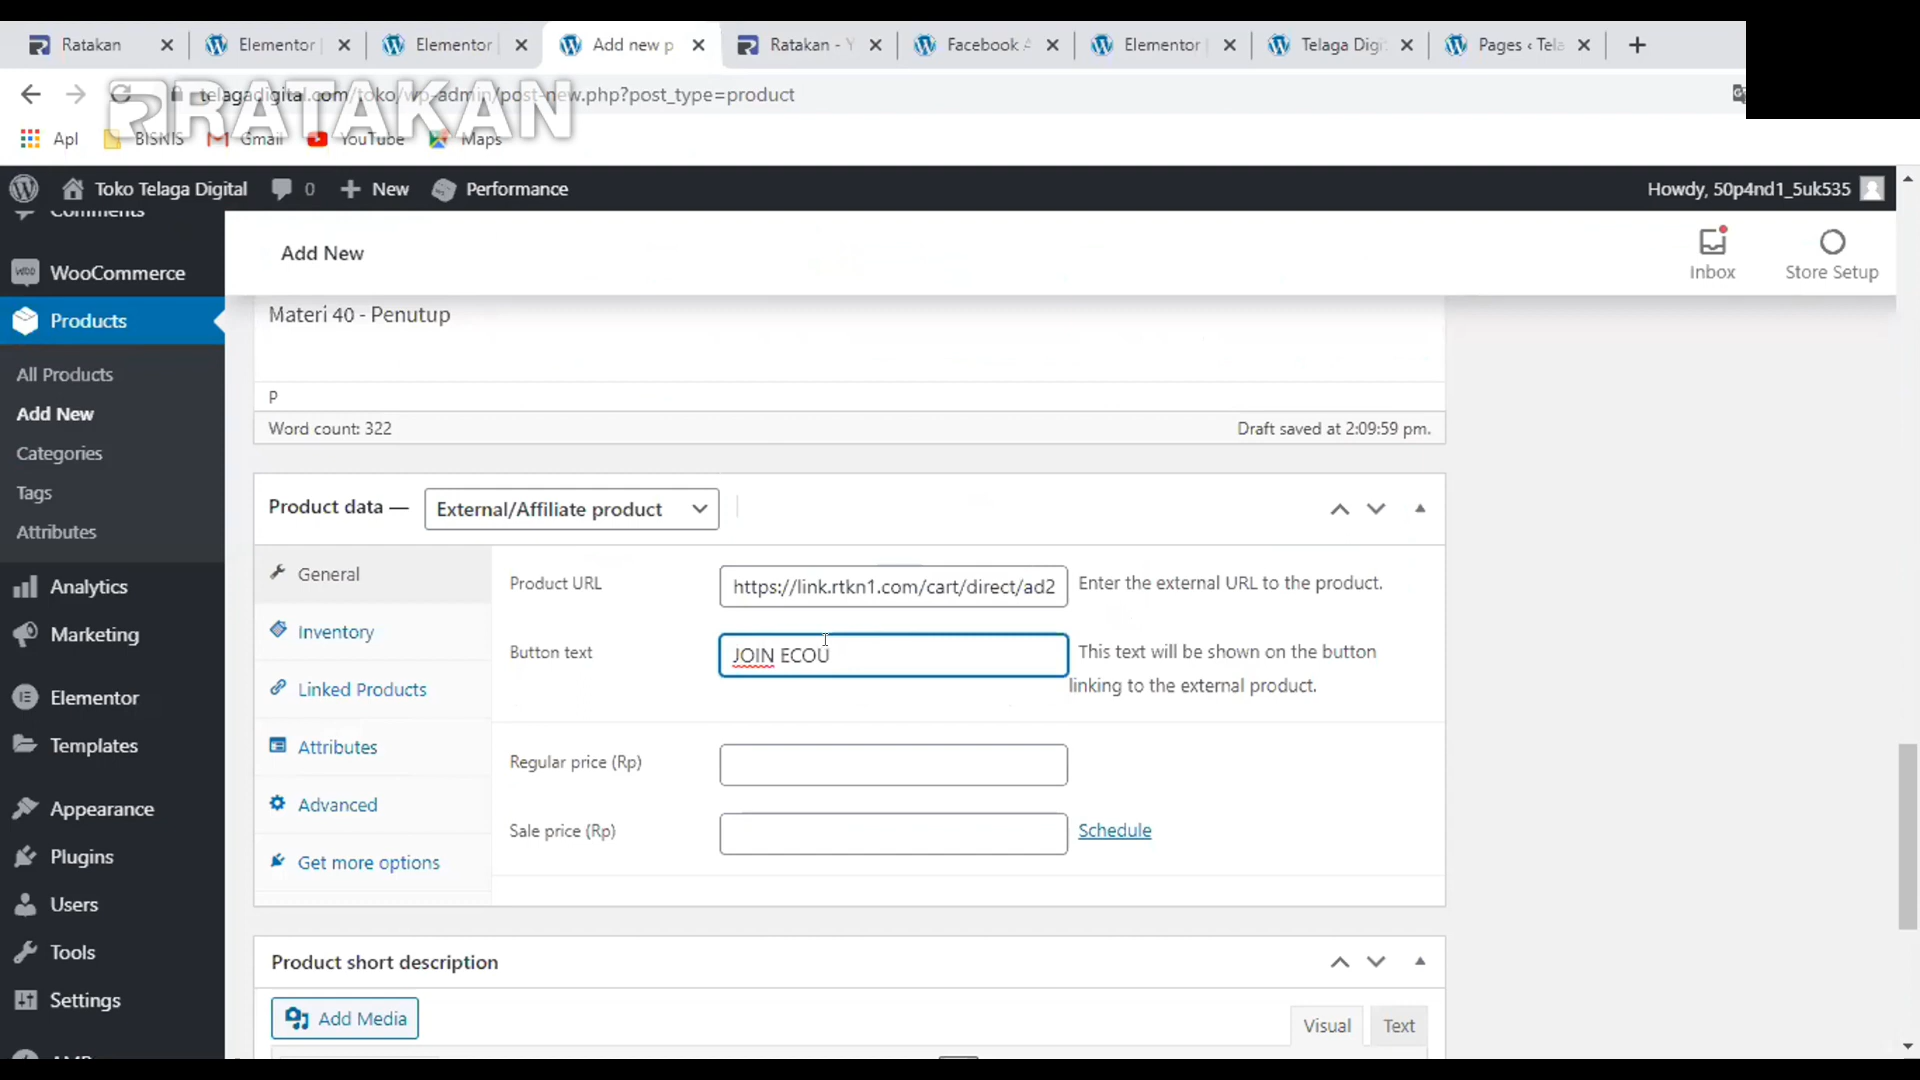 Ratakan
Elementor
Elementor
Add new p
Ratakan - Y
Facebook A
Elementor
Telaga Digi
Pages ‹ Tela
telagadigital.com/toko/wp-admin/post-new.php?post_type=product
RATAKAN
Apl
BISNIS
Gmail
YouTube
Maps
Toko Telaga Digital
0
New
Performance
Howdy, 50p4nd1_5uk535
Comments
WooCommerce
Products
All Products
Add New
Categories
Tags
Attributes
Analytics
Marketing
Elementor
Templates
Appearance
Plugins
Users
Tools
Settings
Add New
Inbox
Store Setup
Materi 40 - Penutup
P
Word count: 322
Draft saved at 2:09:59 pm.
Product data —
External/Affiliate product
General
Inventory
Linked Products
Attributes
Advanced
Get more options
Product URL
https://link.rtkn1.com/cart/direct/ad2
Enter the external URL to the product.
Button text
JOIN ECOU
This text will be shown on the button
linking to the external product.
Regular price (Rp)
Sale price (Rp)
Schedule
Product short description
Add Media
Visual
Text